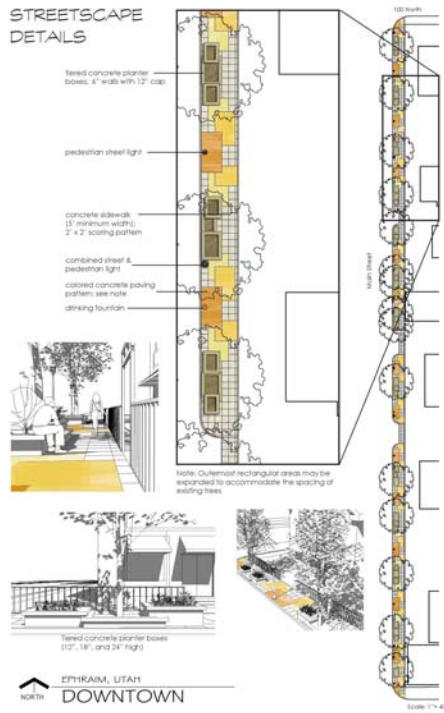 STREETSCAPE
DETAILS
100 North
tiered concrete planter
boxes; 6" walls with 12" cap
pedestrian street light
concrete sidewalk
(5' minimum width);
2' x 2' scoring pattern
combined street &
pedestrian light
colored concrete paving
pattern; see note
drinking fountain
Main Street
Note: Outermost rectangular areas may be
expanded to accommodate the spacing of
existing trees
Tiered concrete planter boxes
(12", 18", and 24" high)
NORTH
EPHRAIM, UTAH
DOWNTOWN
Scale: 1"= 4